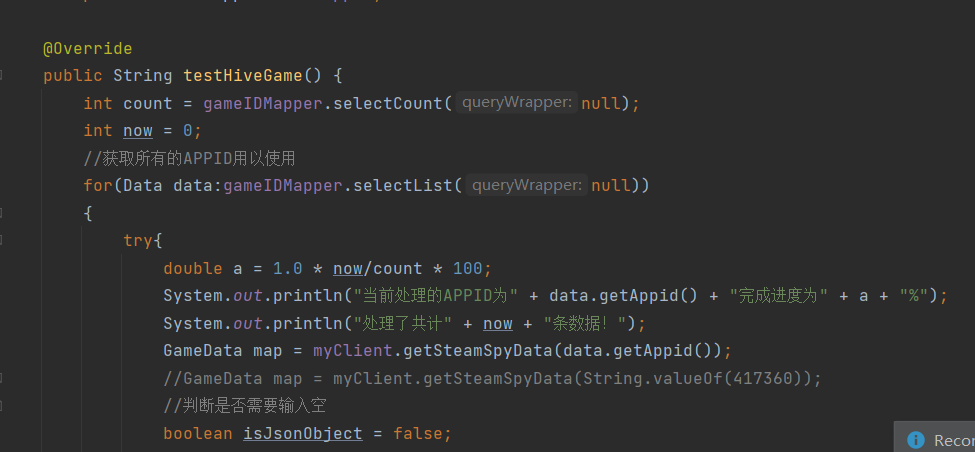 @Override
public String testHiveGame() {
int count = gameIDMapper.selectCount( queryWrapper: null);
int now = 0;
//获取所有的APPID用以使用
for(Data data:gameIDMapper.selectList( queryWrapper: null))
{
try{
double a = 1.0 * now/count * 100;
System.out.println("当前处理的APPID为" + data.getAppid() + "完成进度为" + a + "%");
System.out.println("处理了共计" + now + "条数据！");
GameData map = myClient.getSteamSpyData(data.getAppid());
//GameData map = myClient.getSteamSpyData(String.valueOf(417360));
//判断是否需要输入空
boolean isJsonObject = false;